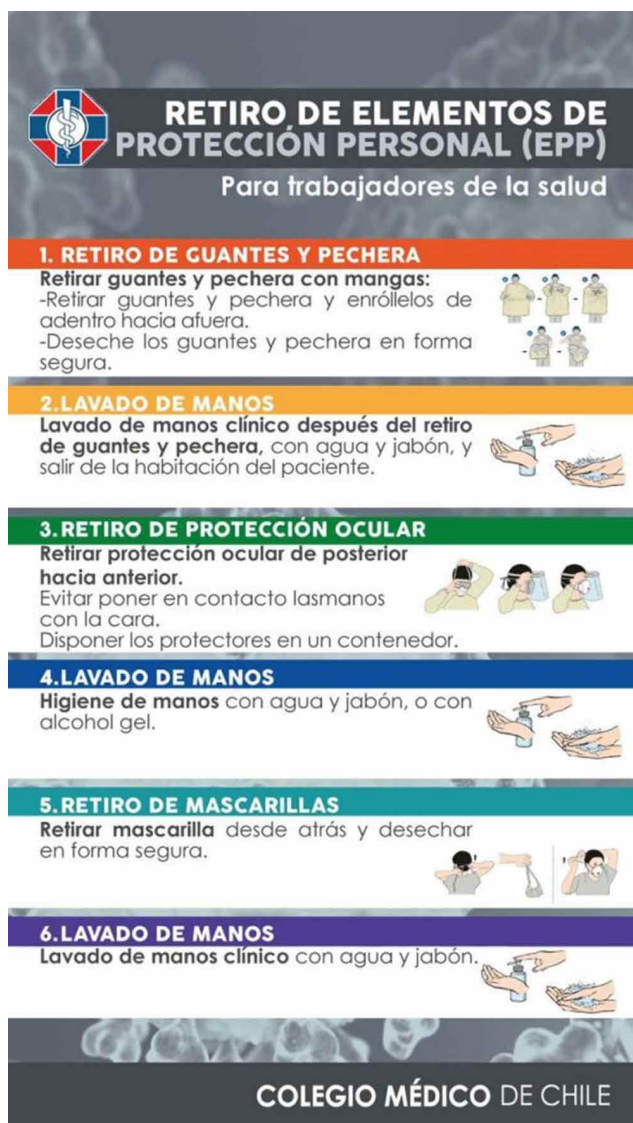 RETIRO DE ELEMENTOS DE
PROTECCIÓN PERSONAL (EPP)
Para trabajadores de la salud
1. RETIRO DE GUANTES Y PECHERA
Retirar guantes y pechera con mangas:
-Retirar guantes y pechera y enróllelos de
adentro hacia afuera.
-Deseche los guantes y pechera en forma
segura.
2.LAVADO DE MANOS
Lavado de manos clínico después del retiro
de guantes y pechera, con agua y jabón, y
salir de la habitación del paciente.
3.RETIRO DE PROTECCIÓN OCULAR
Retirar protección ocular de posterior
hacia anterior.
Evitar poner en contacto lasmanos
con la cara.
Disponer los protectores en un contenedor.
4.LAVADO DE MANOS
Higiene de manos con agua y jabón, o con
alcohol gel.
5.RETIRO DE MASCARILLAS
Retirar mascarilla desde atrás y desechar
en forma segura.
6.LAVADO DE MANOS
Lavado de manos clínico con agua y jabón.
COLEGIO MÉDICO DE CHILE